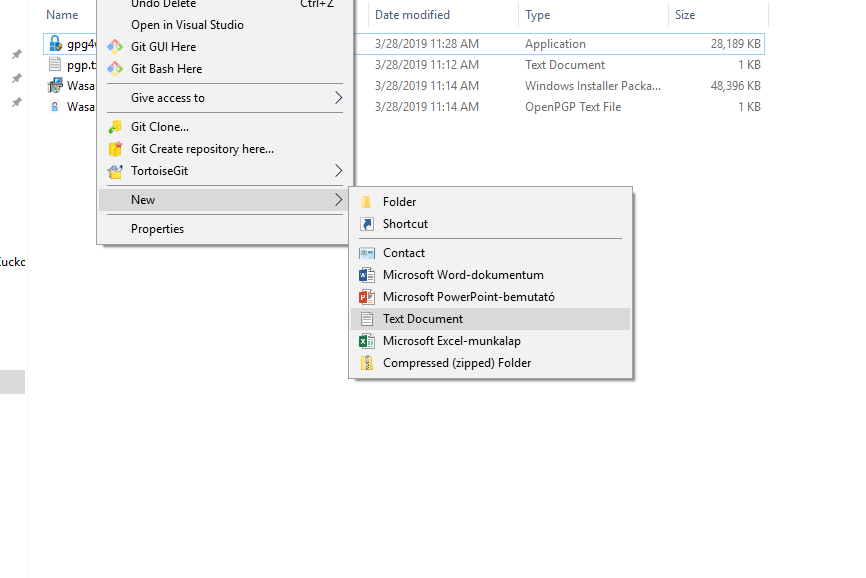 Undo Delete Ctrl+Z
Name Date modified Type Size
Open in Visual Studio
gpg4 3/28/2019 11:28 AM Application 28,189 KB
Git GUI Here
pgp.t 3/28/2019 11:12 AM Text Document 1 KB
Git Bash Here
Wasa 3/28/2019 11:14 AM Windows Installer Packa... 48,396 KB
Give access to
Wasa 3/28/2019 11:14 AM OpenPGP Text File 1 KB
Git Clone...
Git Create repository here...
TortoiseGit
New
Folder
Shortcut
Properties
Contact
Microsoft Word-dokumentum
Microsoft PowerPoint-bemutató
Text Document
Microsoft Excel-munkalap
Compressed (zipped) Folder